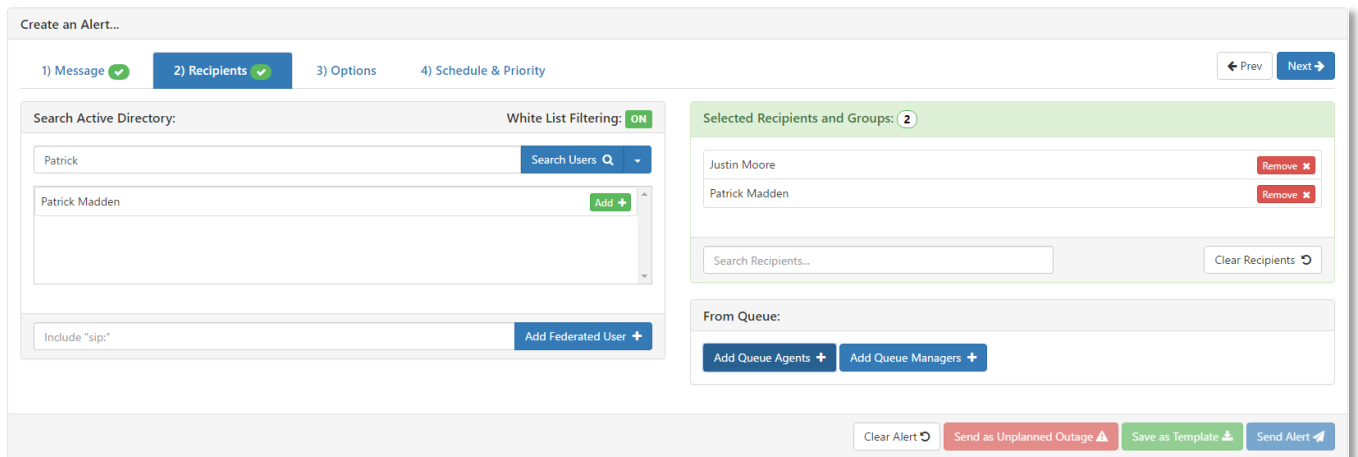 Create an Alert...
1) Message
2) Recipients
3) Options
4) Schedule & Priority
Prev
Next
Search Active Directory:
White List Filtering: ON
Patrick
Search Users
Patrick Madden
Add
Include "sip:"
Add Federated User
Selected Recipients and Groups: 2
Justin Moore
Remove
Patrick Madden
Remove
Search Recipients...
Clear Recipients
From Queue:
Add Queue Agents
Add Queue Managers
Clear Alert
Send as Unplanned Outage
Save as Template
Send Alert